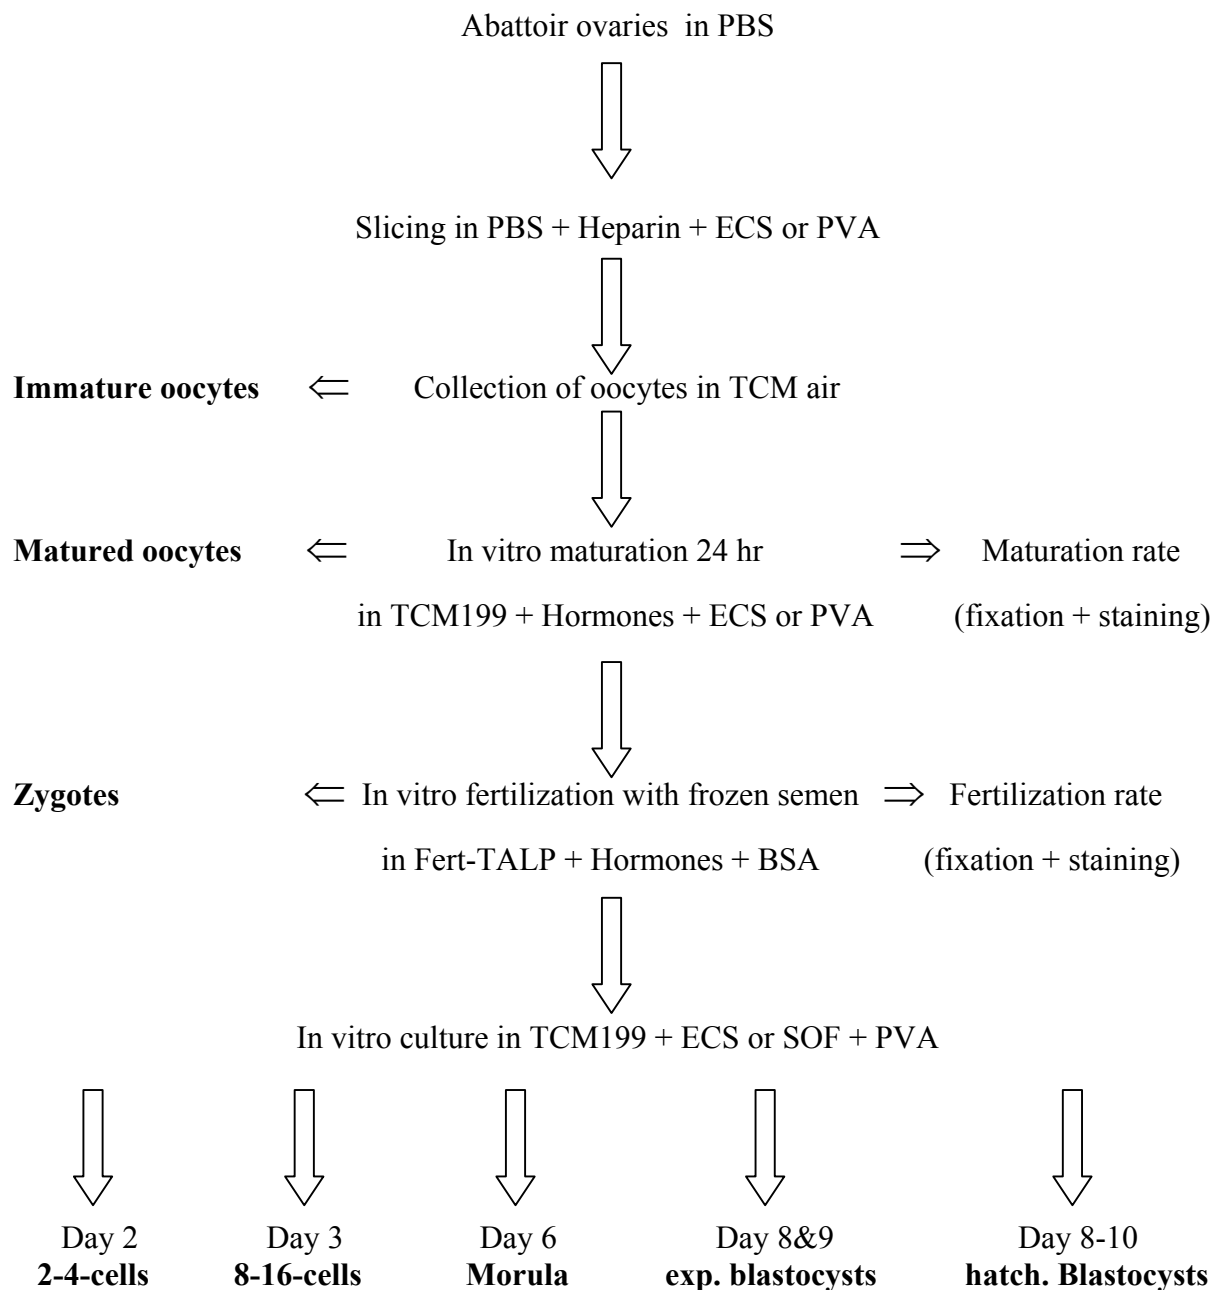 Abattoir ovaries in PBS
Slicing in PBS + Heparin + ECS or PVA
Immature oocytes ⇐ Collection of oocytes in TCM air
Matured oocytes ⇐ In vitro maturation 24 hr ⇒ Maturation rate
in TCM199 + Hormones + ECS or PVA (fixation + staining)
Zygotes ⇐ In vitro fertilization with frozen semen ⇒ Fertilization rate
in Fert-TALP + Hormones + BSA (fixation + staining)
In vitro culture in TCM199 + ECS or SOF + PVA
Day 2 Day 3 Day 6 Day 8&9 Day 8-10
2-4-cells 8-16-cells Morula exp. blastocysts hatch. Blastocysts